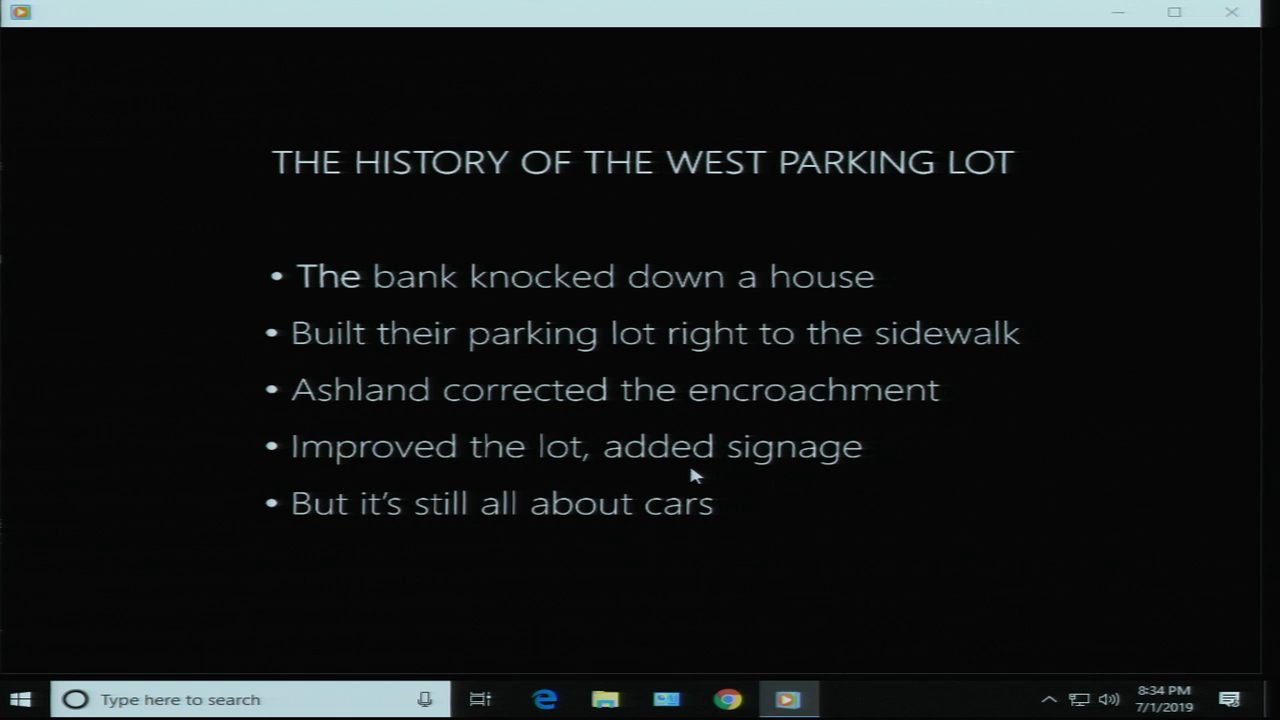 THE HISTORY OF THE WEST PARKING LOT
• The bank knocked down a house
• Built their parking lot right to the sidewalk
• Ashland corrected the encroachment
• Improved the lot, added signage
• But it's still all about cars
Type here to search
8:34 PM
7/1/2019